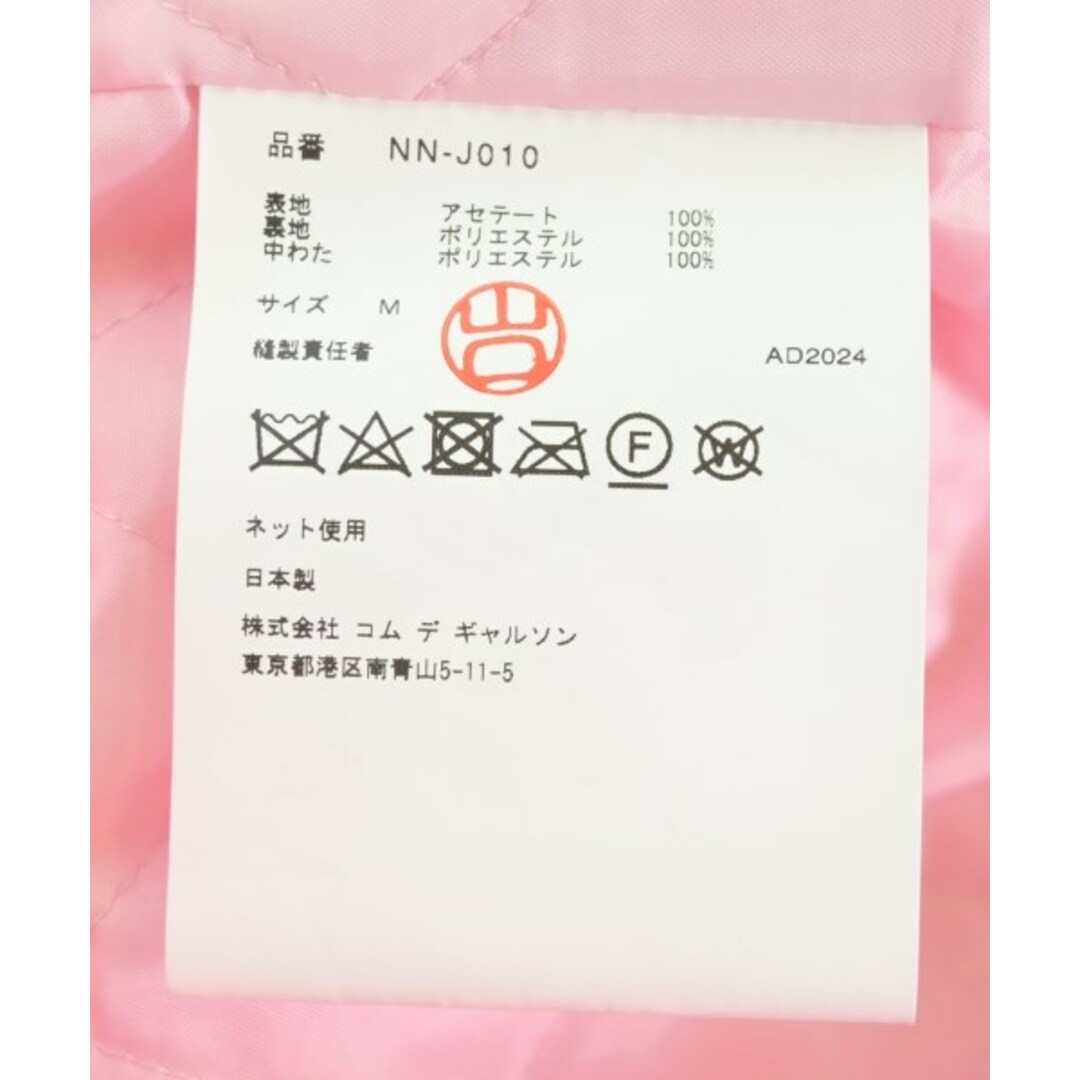 品番 NN-J010
表地 アセテート 100%
裏地 ポリエステル 100%
中わた ポリエステル 100%
サイズ M
縫製責任者 AD2024
F
W
ネット使用
日本製
株式会社 コム デ ギャルソン
東京都港区南青山5-11-5